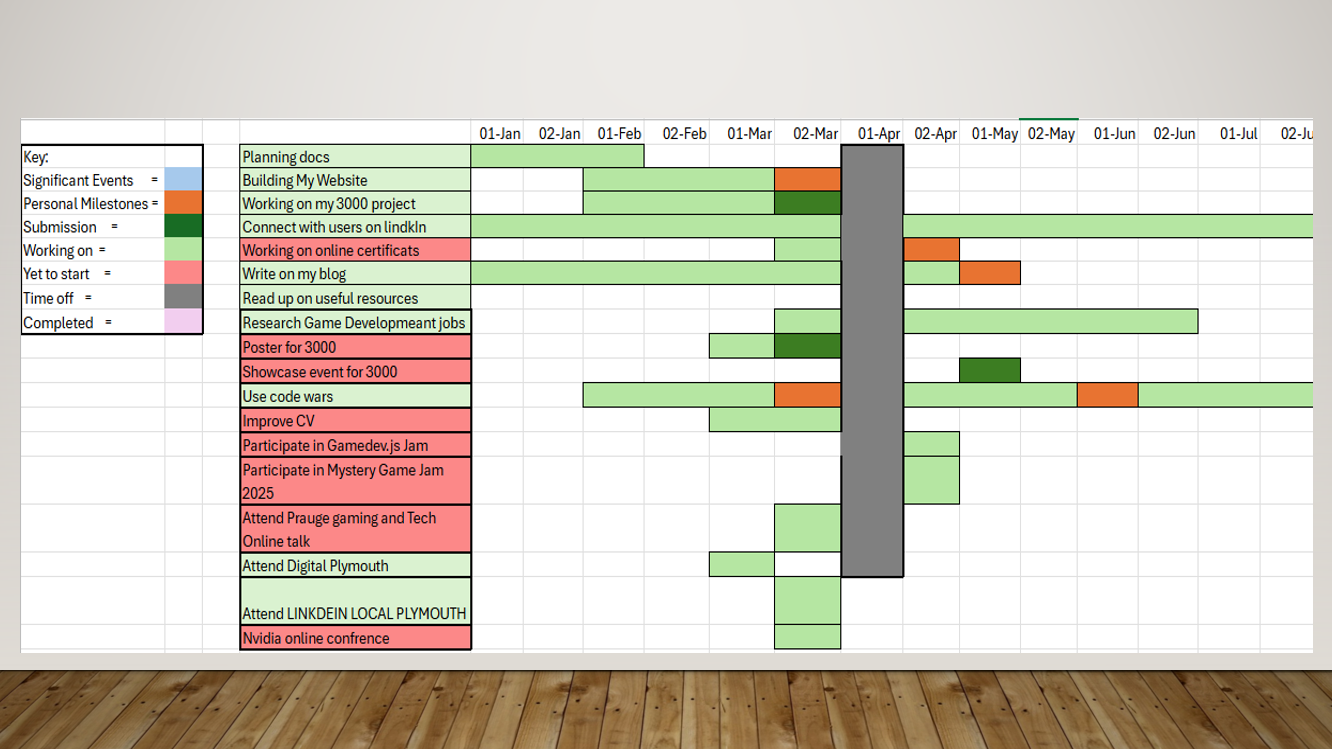 01-Jan 02-Jan 01-Feb 02-Feb 01-Mar 02-Mar 01-Apr 02-Apr 01-May 02-May 01-Jun 02-Jun 01-Jul 02-Ju
Key:
Significant Events =
Personal Milestones =
Submission =
Working on =
Yet to start =
Time off =
Completed =
Planning docs
Building My Website
Working on my 3000 project
Connect with users on lindkIn
Working on online certificats
Write on my blog
Read up on useful resources
Research Game Developmeant jobs
Poster for 3000
Showcase event for 3000
Use code wars
Improve CV
Participate in Gamedev.js Jam
Participate in Mystery Game Jam
2025
Attend Prauge gaming and Tech
Online talk
Attend Digital Plymouth
Attend LINKDEIN LOCAL PLYMOUTH
Nvidia online confrence